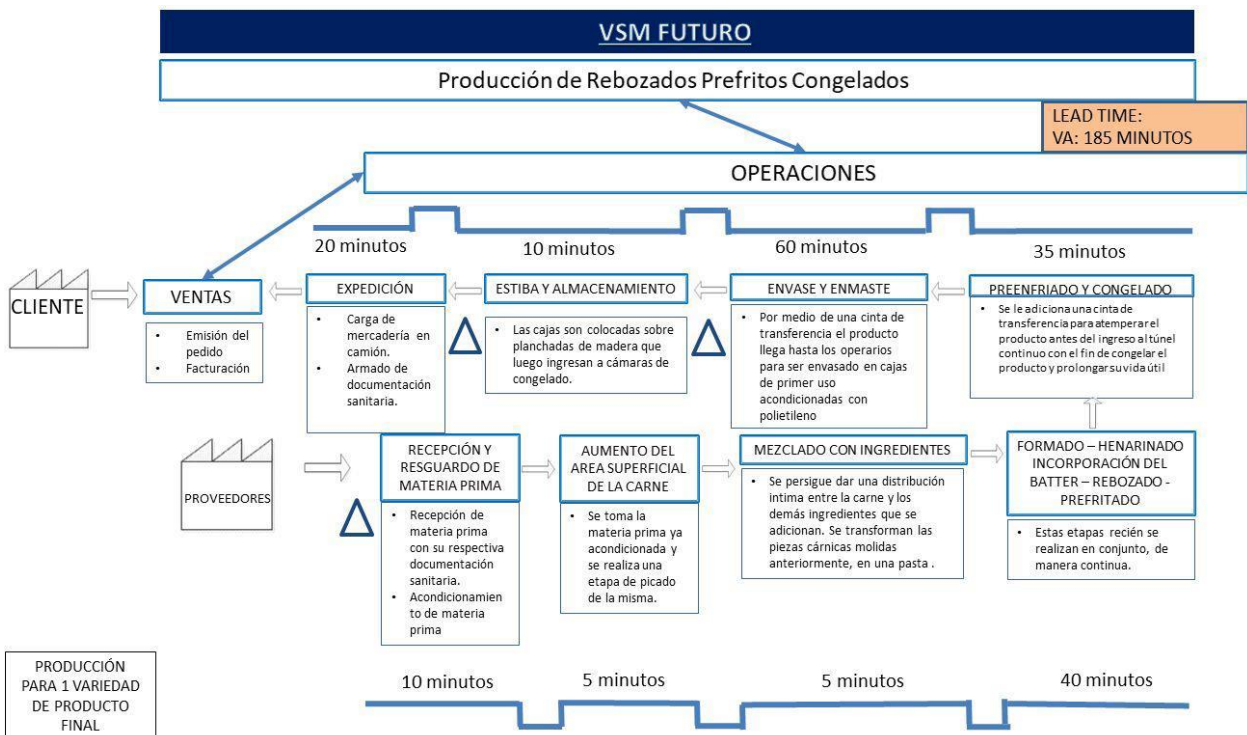 VSM FUTURO
Producción de Rebozados Prefritos Congelados
LEAD TIME:
VA: 185 MINUTOS
OPERACIONES
20 minutos
10 minutos
60 minutos
35 minutos
CLIENTE
VENTAS
• Emisión del
pedido
• Facturación
EXPEDICIÓN
• Carga de
mercadería en
camión.
• Armado de
documentación
sanitaria.
ESTIBA Y ALMACENAMIENTO
• Las cajas son colocadas sobre
planchadas de madera que
luego ingresan a cámaras de
congelado.
ENVASE Y ENMASTE
• Por medio de una cinta de
transferencia el producto
llega hasta los operarios
para ser envasado en cajas
de primer uso
acondicionadas con
polietileno
PREENFRIADO Y CONGELADO
• Se le adiciona una cinta de
transferencia para atemperar el
producto antes del ingreso al túnel
continuo con el fin de congelar el
producto y prolongar su vida útil
PROVEEDORES
RECEPCIÓN Y
RESGUARDO DE
MATERIA PRIMA
• Recepción de
materia prima
con su respectiva
documentación
sanitaria.
• Acondicionamie
nto de materia
prima
AUMENTO DEL
AREA SUPERFICIAL
DE LA CARNE
• Se toma la
materia prima ya
acondicionada y
se realiza una
etapa de picado
de la misma.
MEZCLADO CON INGREDIENTES
• Se persigue dar una distribución
intima entre la carne y los
demás ingredientes que se
adicionan. Se transforman las
piezas cárnicas molidas
anteriormente, en una pasta .
FORMADO – HENARINADO
INCORPORACIÓN DEL
BATTER – REBOZADO -
PREFRITADO
• Estas etapas recién se
realizan en conjunto, de
manera continua.
PRODUCCIÓN
PARA 1 VARIEDAD
DE PRODUCTO
FINAL
10 minutos
5 minutos
5 minutos
40 minutos